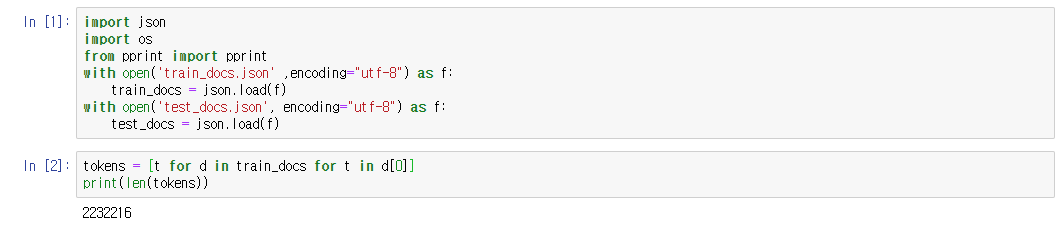 In [1]:
import json
import os
from pprint import pprint
with open('train_docs.json' ,encoding="utf-8") as f:
    train_docs = json.load(f)
with open('test_docs.json', encoding="utf-8") as f:
    test_docs = json.load(f)
In [2]:
tokens = [t for d in train_docs for t in d[0]]
print(len(tokens))
2232216